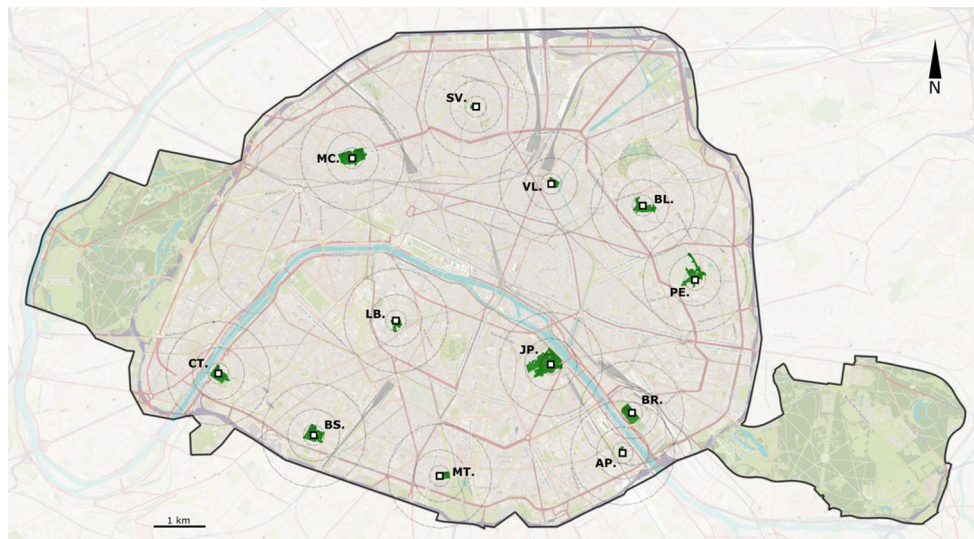 N
SV.
MC.
VL.
BL.
PE.
LB.
JP.
CT.
BR.
BS.
AP.
MT.
1 km